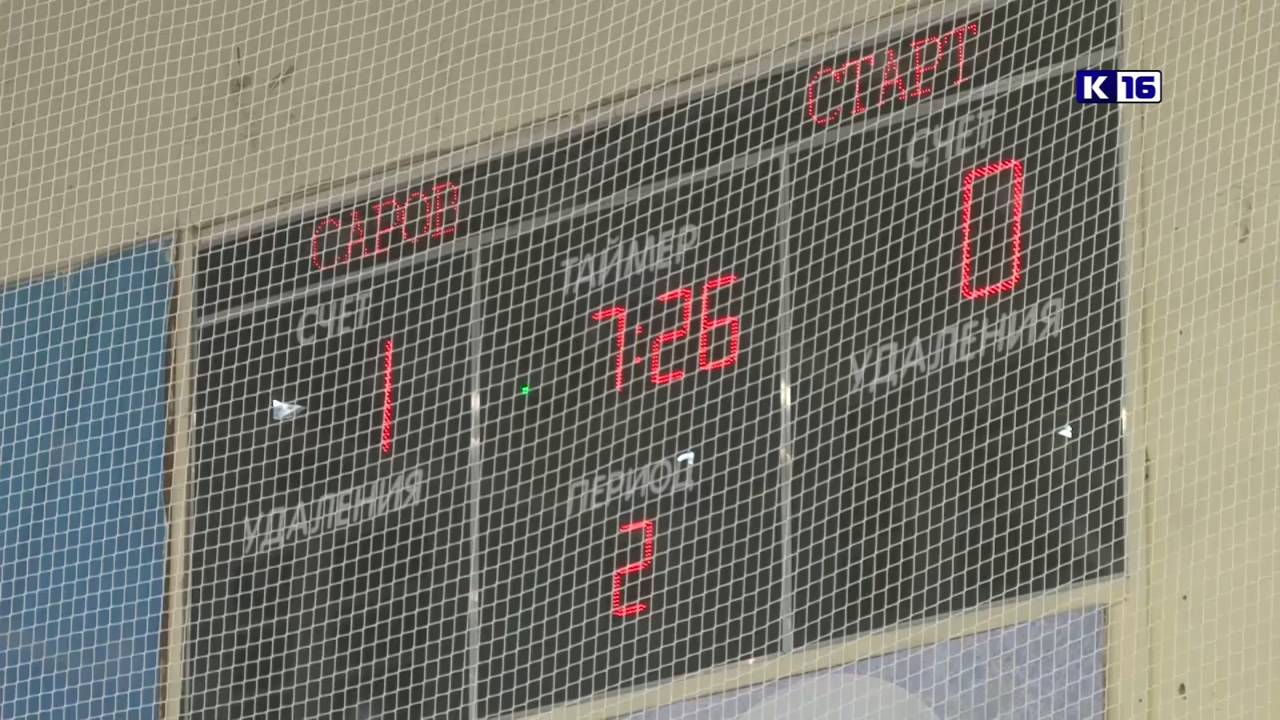 K 16
САРОВ
СТАРТ
СЧЕТ
ТАЙМЕР
СЧЕТ
1
7:26
0
УДАЛЕНИЯ
ПЕРИОД
УДАЛЕНИЯ
2